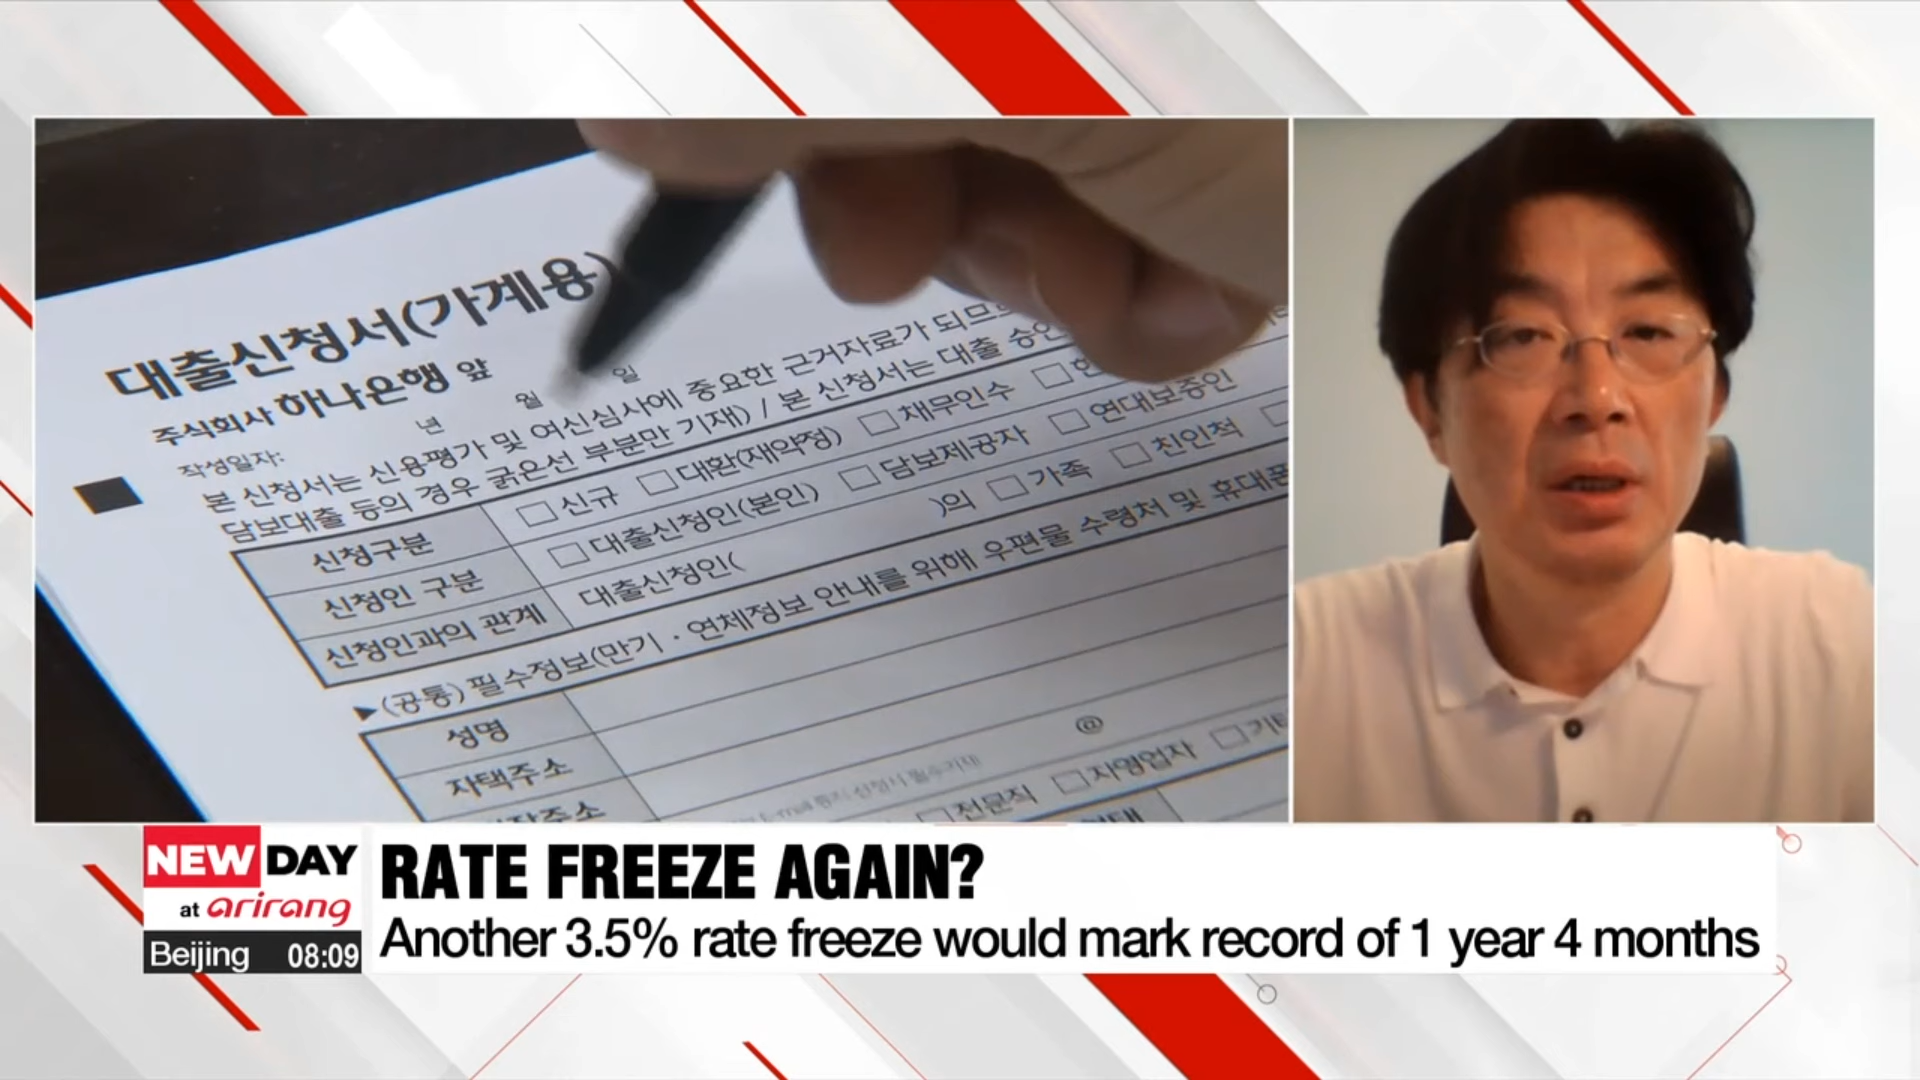 대출신청서(가계용)
주식회사 하나은행 앞
작성일자: 년 월 일
본 신청서는 신용평가 및 여신심사에 중요한 근거자료가 되므로
담보대출 등의 경우 굵은선 부분만 기재) / 본 신청서는 대출 승인
신청구분 □ 신규 □ 대환(재약정) □ 채무인수 □
신청인 구분 □ 대출신청인(본인) □ 담보제공자 □ 연대보증인
신청인과의 관계 대출신청인( )의 □ 가족 □ 친인척 □
▶(공통) 필수정보(만기 · 연체정보 안내를 위해 우편물 수령처 및 휴대폰
성명
자택주소
@
□ 전문직 □ 자영업자 □ 기타
NEW DAY
at arirang
Beijing 08:09
RATE FREEZE AGAIN?
Another 3.5% rate freeze would mark record of 1 year 4 months